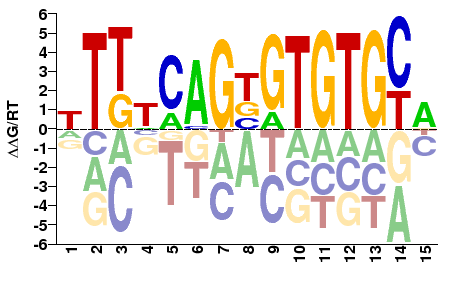 6
5
4
3
2
1
0
-1
-2
-3
-4
-5
-6
ΔΔG/RT
T T T T C A G T G T G T G C A
G A G A T
C
A C A G G T T A T A A A A G T
G A C G T G A C C C C C A C
G C G T G T
1 2 3 4 5 6 7 8 9 10 11 12 13 14 15